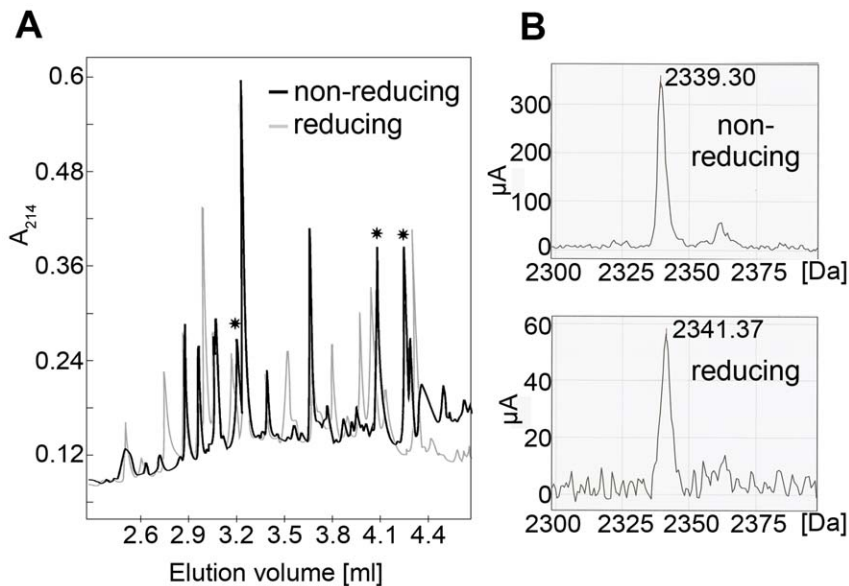 A
0.6
0.48
0.36
0.24
0.12
A214
non-reducing
reducing
*
*
*
2.6 2.9 3.2 3.5 3.8 4.1 4.4
Elution volume [ml]
B
2339.30
non-
reducing
300
200
100
0
µA
2300 2325 2350 2375 [Da]
2341.37
reducing
60
40
20
0
µA
2300 2325 2350 2375 [Da]